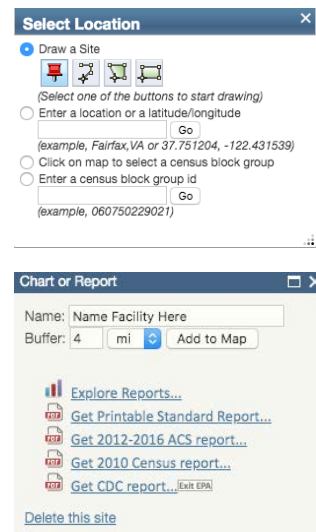 Select Location
Draw a Site
(Select one of the buttons to start drawing)
Enter a location or a latitude/longitude
Go
(example, Fairfax,VA or 37.751204, -122.431539)
Click on map to select a census block group
Enter a census block group id
Go
(example, 060750229021)
Chart or Report
Name: Name Facility Here
Buffer: 4 mi Add to Map
Explore Reports...
Get Printable Standard Report...
Get 2012-2016 ACS report...
Get 2010 Census report...
Get CDC report... Exit EPA
Delete this site